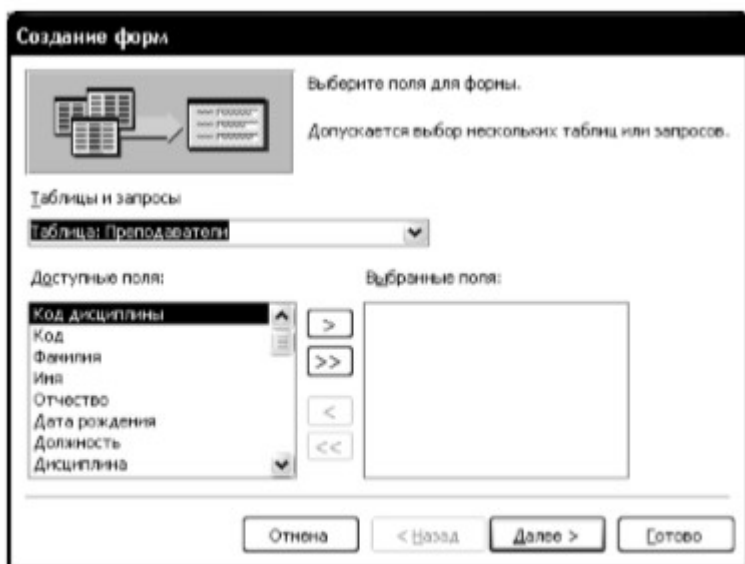 Создание форм
Выберите поля для формы.
Допускается выбор нескольких таблиц или запросов.
Таблицы и запросы
Таблица: Преподаватели
Доступные поля:
Выбранные поля:
Код дисциплины
Код
Фамилия
Имя
Отчество
Дата рождения
Должность
Дисциплина
>
>>
<
<<
Отмена
< Назад
Далее >
Готово